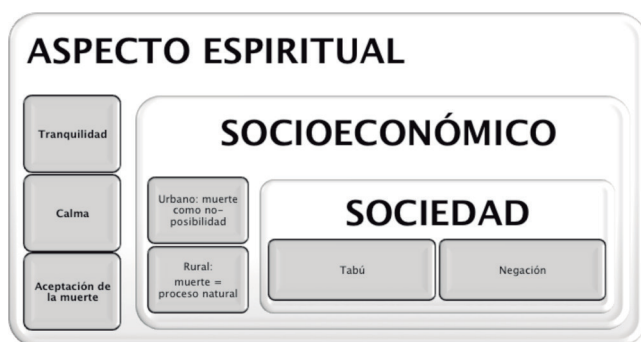 ASPECTO ESPIRITUAL
Tranquilidad
Calma
Aceptación de
la muerte
SOCIOECONÓMICO
Urbano: muerte
como no-
posibilidad
Rural:
muerte =
proceso natural
SOCIEDAD
Tabú
Negación